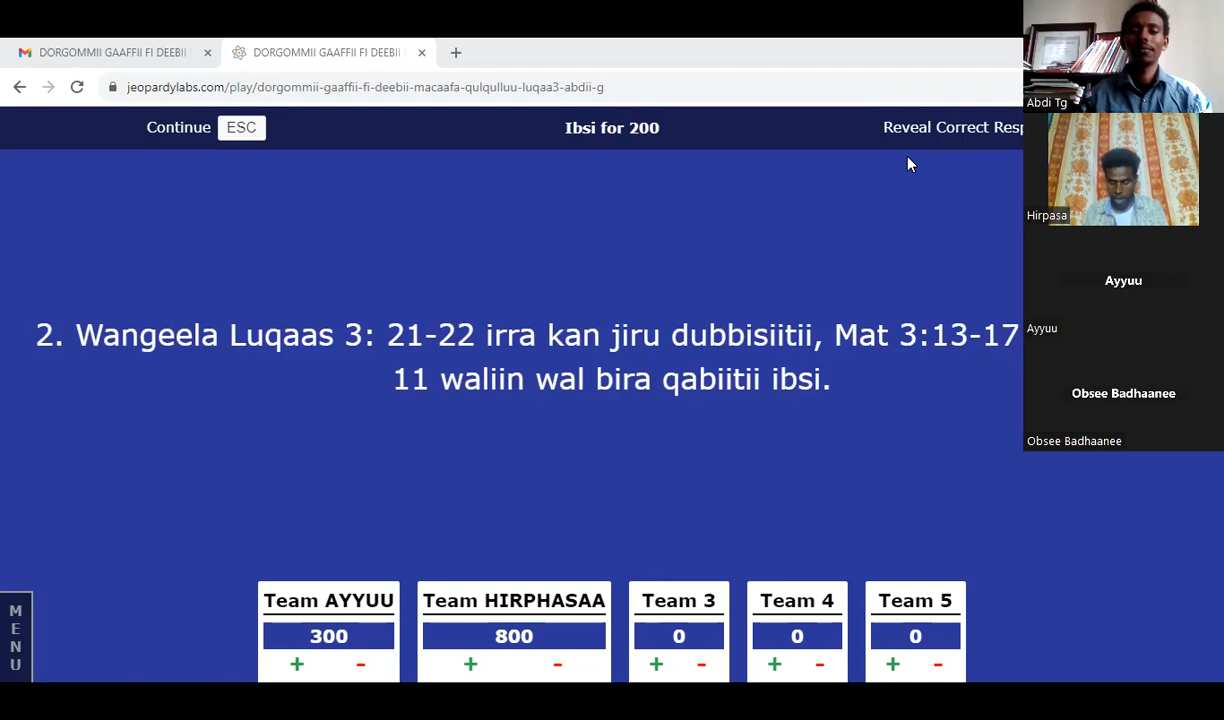 DORGOMMII GAAFFII FI DEEBII
DORGOMMII GAAFFII FI DEEBII
jeopardylabs.com/play/dorgommii-gaaffii-fi-deebii-macaafa-qulqulluu-luqaa3-abdii-g
Continue ESC
Ibsi for 200
Reveal Correct Resp
Abdi Tg
Hirpasa
Ayyuu
Ayyuu
2. Wangeela Luqaas 3: 21-22 irra kan jiru dubbisiitii, Mat 3:13-17
11 waliin wal bira qabiitii ibsi.
Obsee Badhaanee
Obsee Badhaanee
MENU
Team AYYUU
300
+ -
Team HIRPHASAA
800
+ -
Team 3
0
+ -
Team 4
0
+ -
Team 5
0
+ -